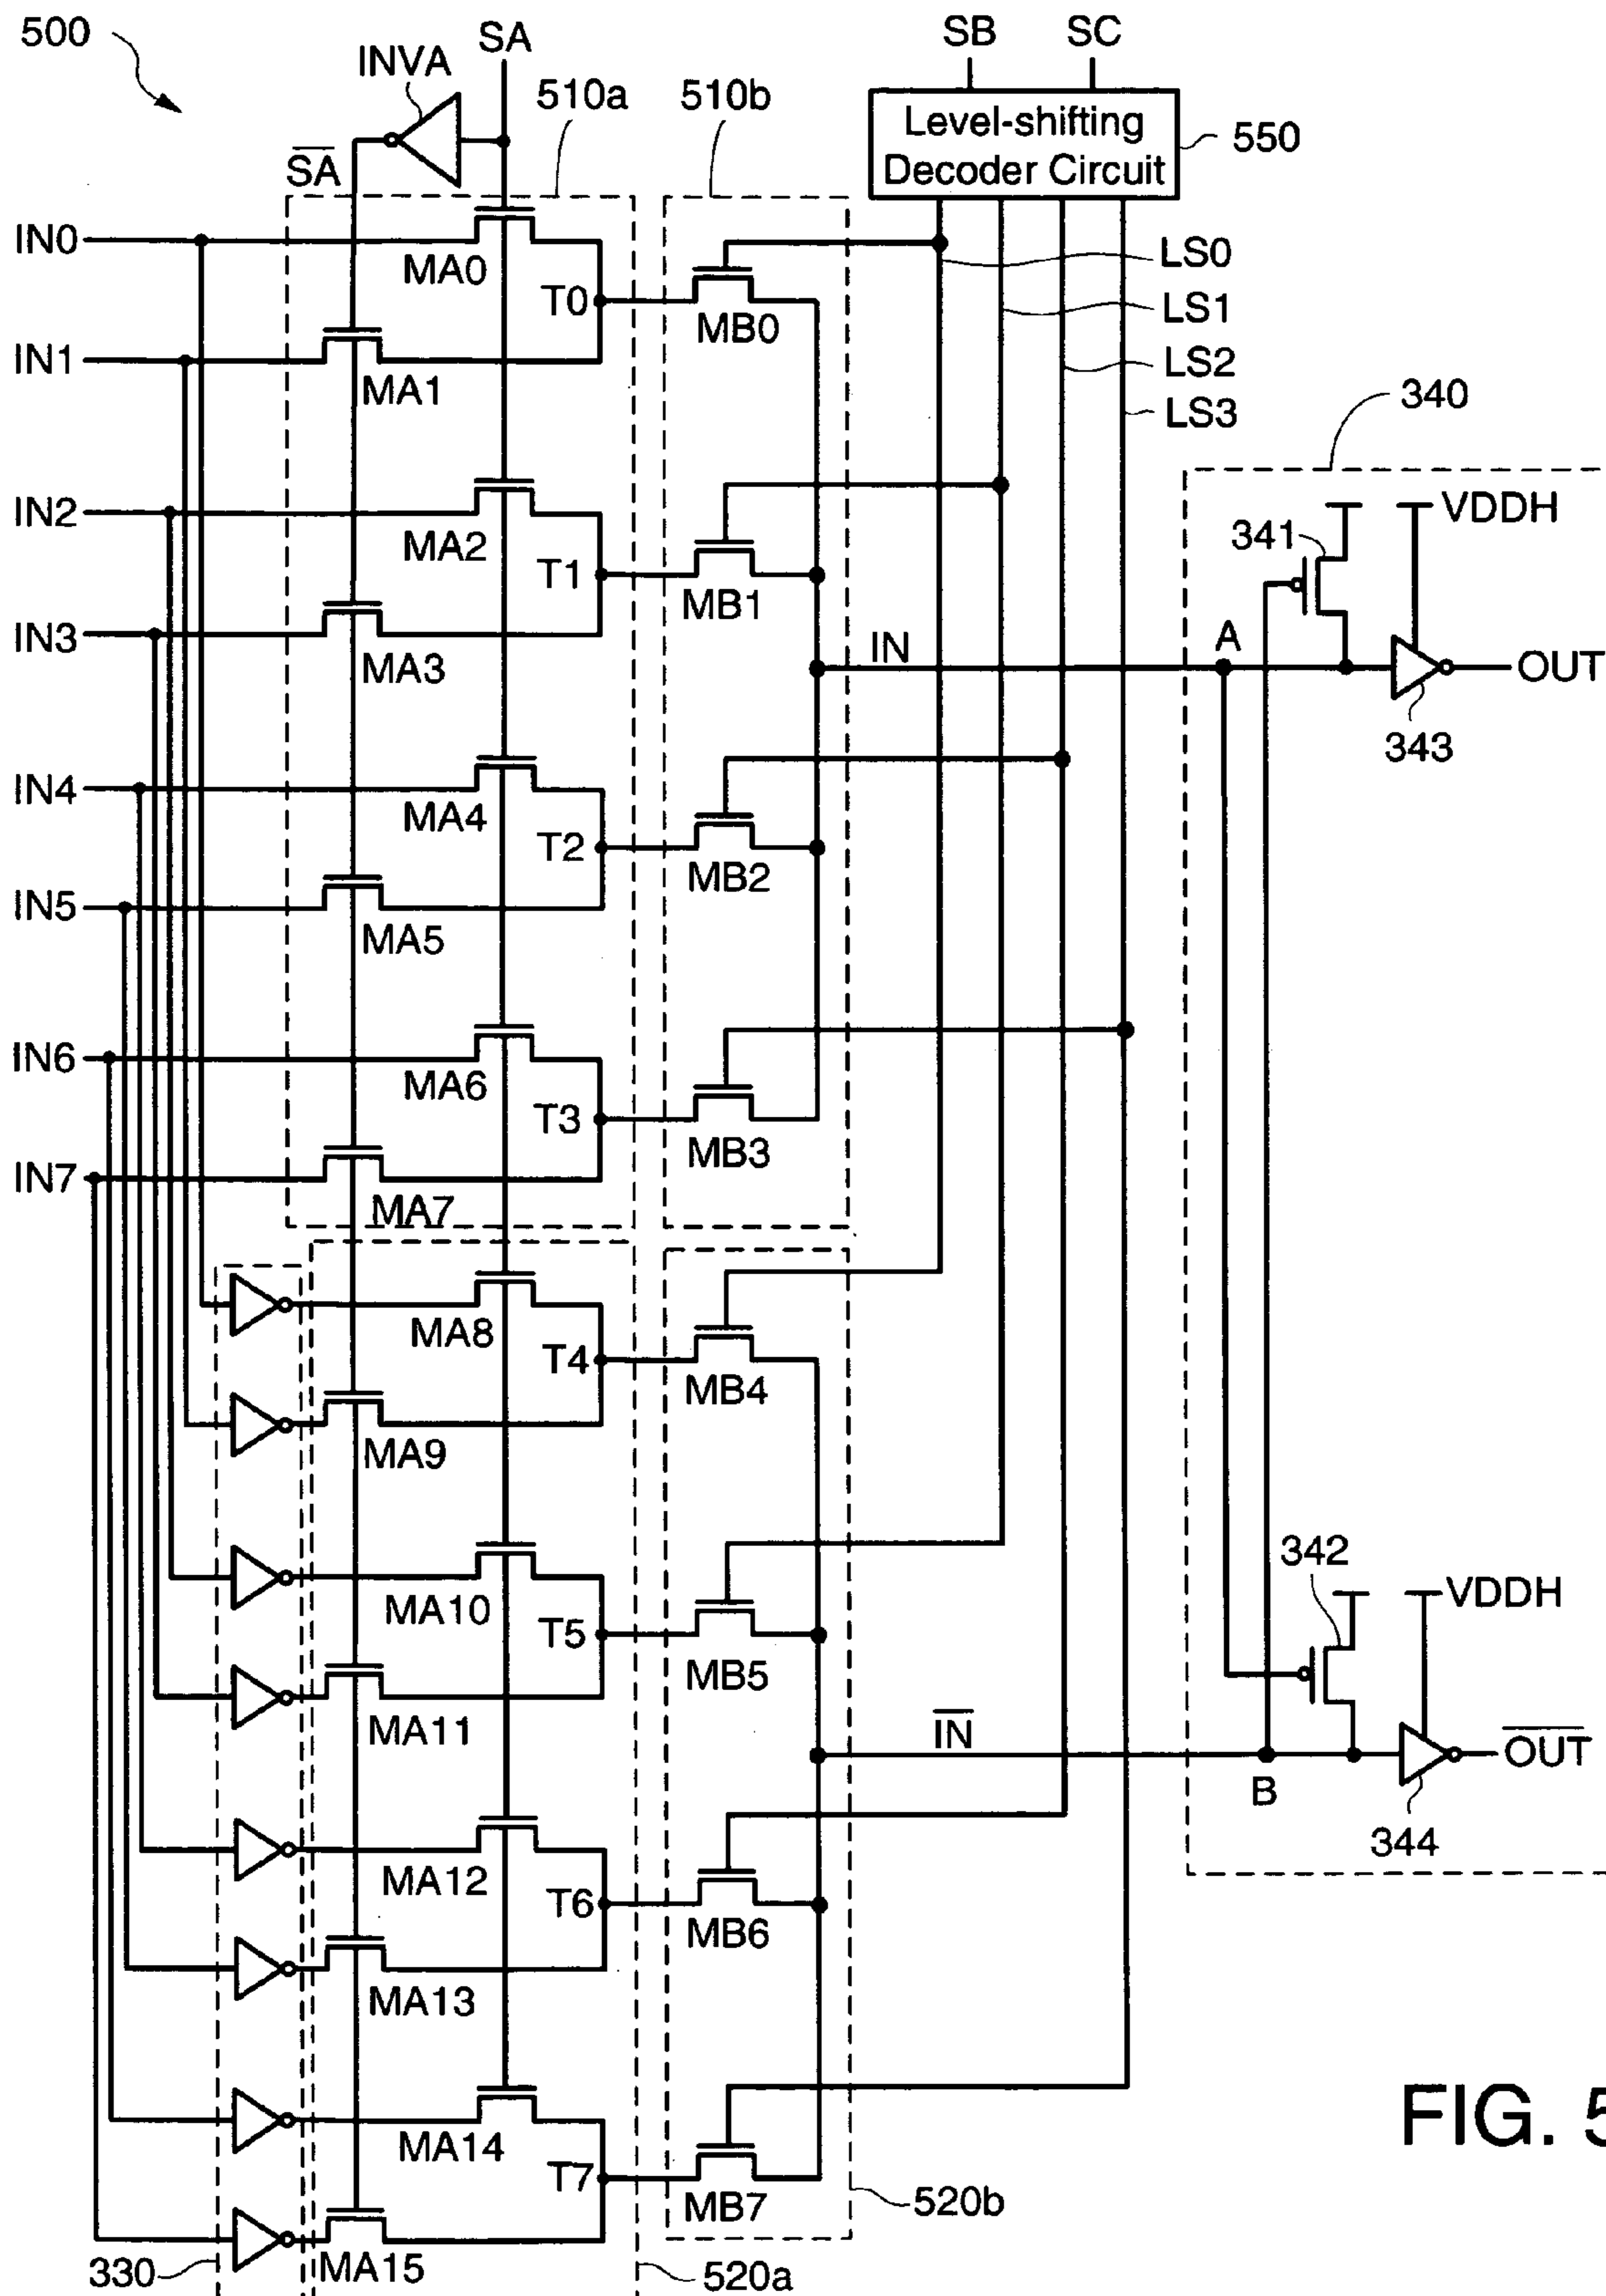 500
SA
INVA
SB SC
510a 510b
Level-shifting
Decoder Circuit
550
S̅A̅
IN0
MA0
LS0
T0
LS1
MB0
IN1
MA1
LS2
340
LS3
IN2
VDDH
341
MA2
T1
MB1
IN3
A
IN
MA3
OUT
343
IN4
MA4
T2
MB2
IN5
MA5
IN6
MA6
T3
MB3
IN7
MA7
MA8
T4
MB4
MA9
342
VDDH
MA10
T5
MB5
MA11
I̅N̅
O̅U̅T̅
B
344
MA12
T6
MB6
MA13
FIG. 5
MA14
T7
MB7
520b
330
MA15
520a